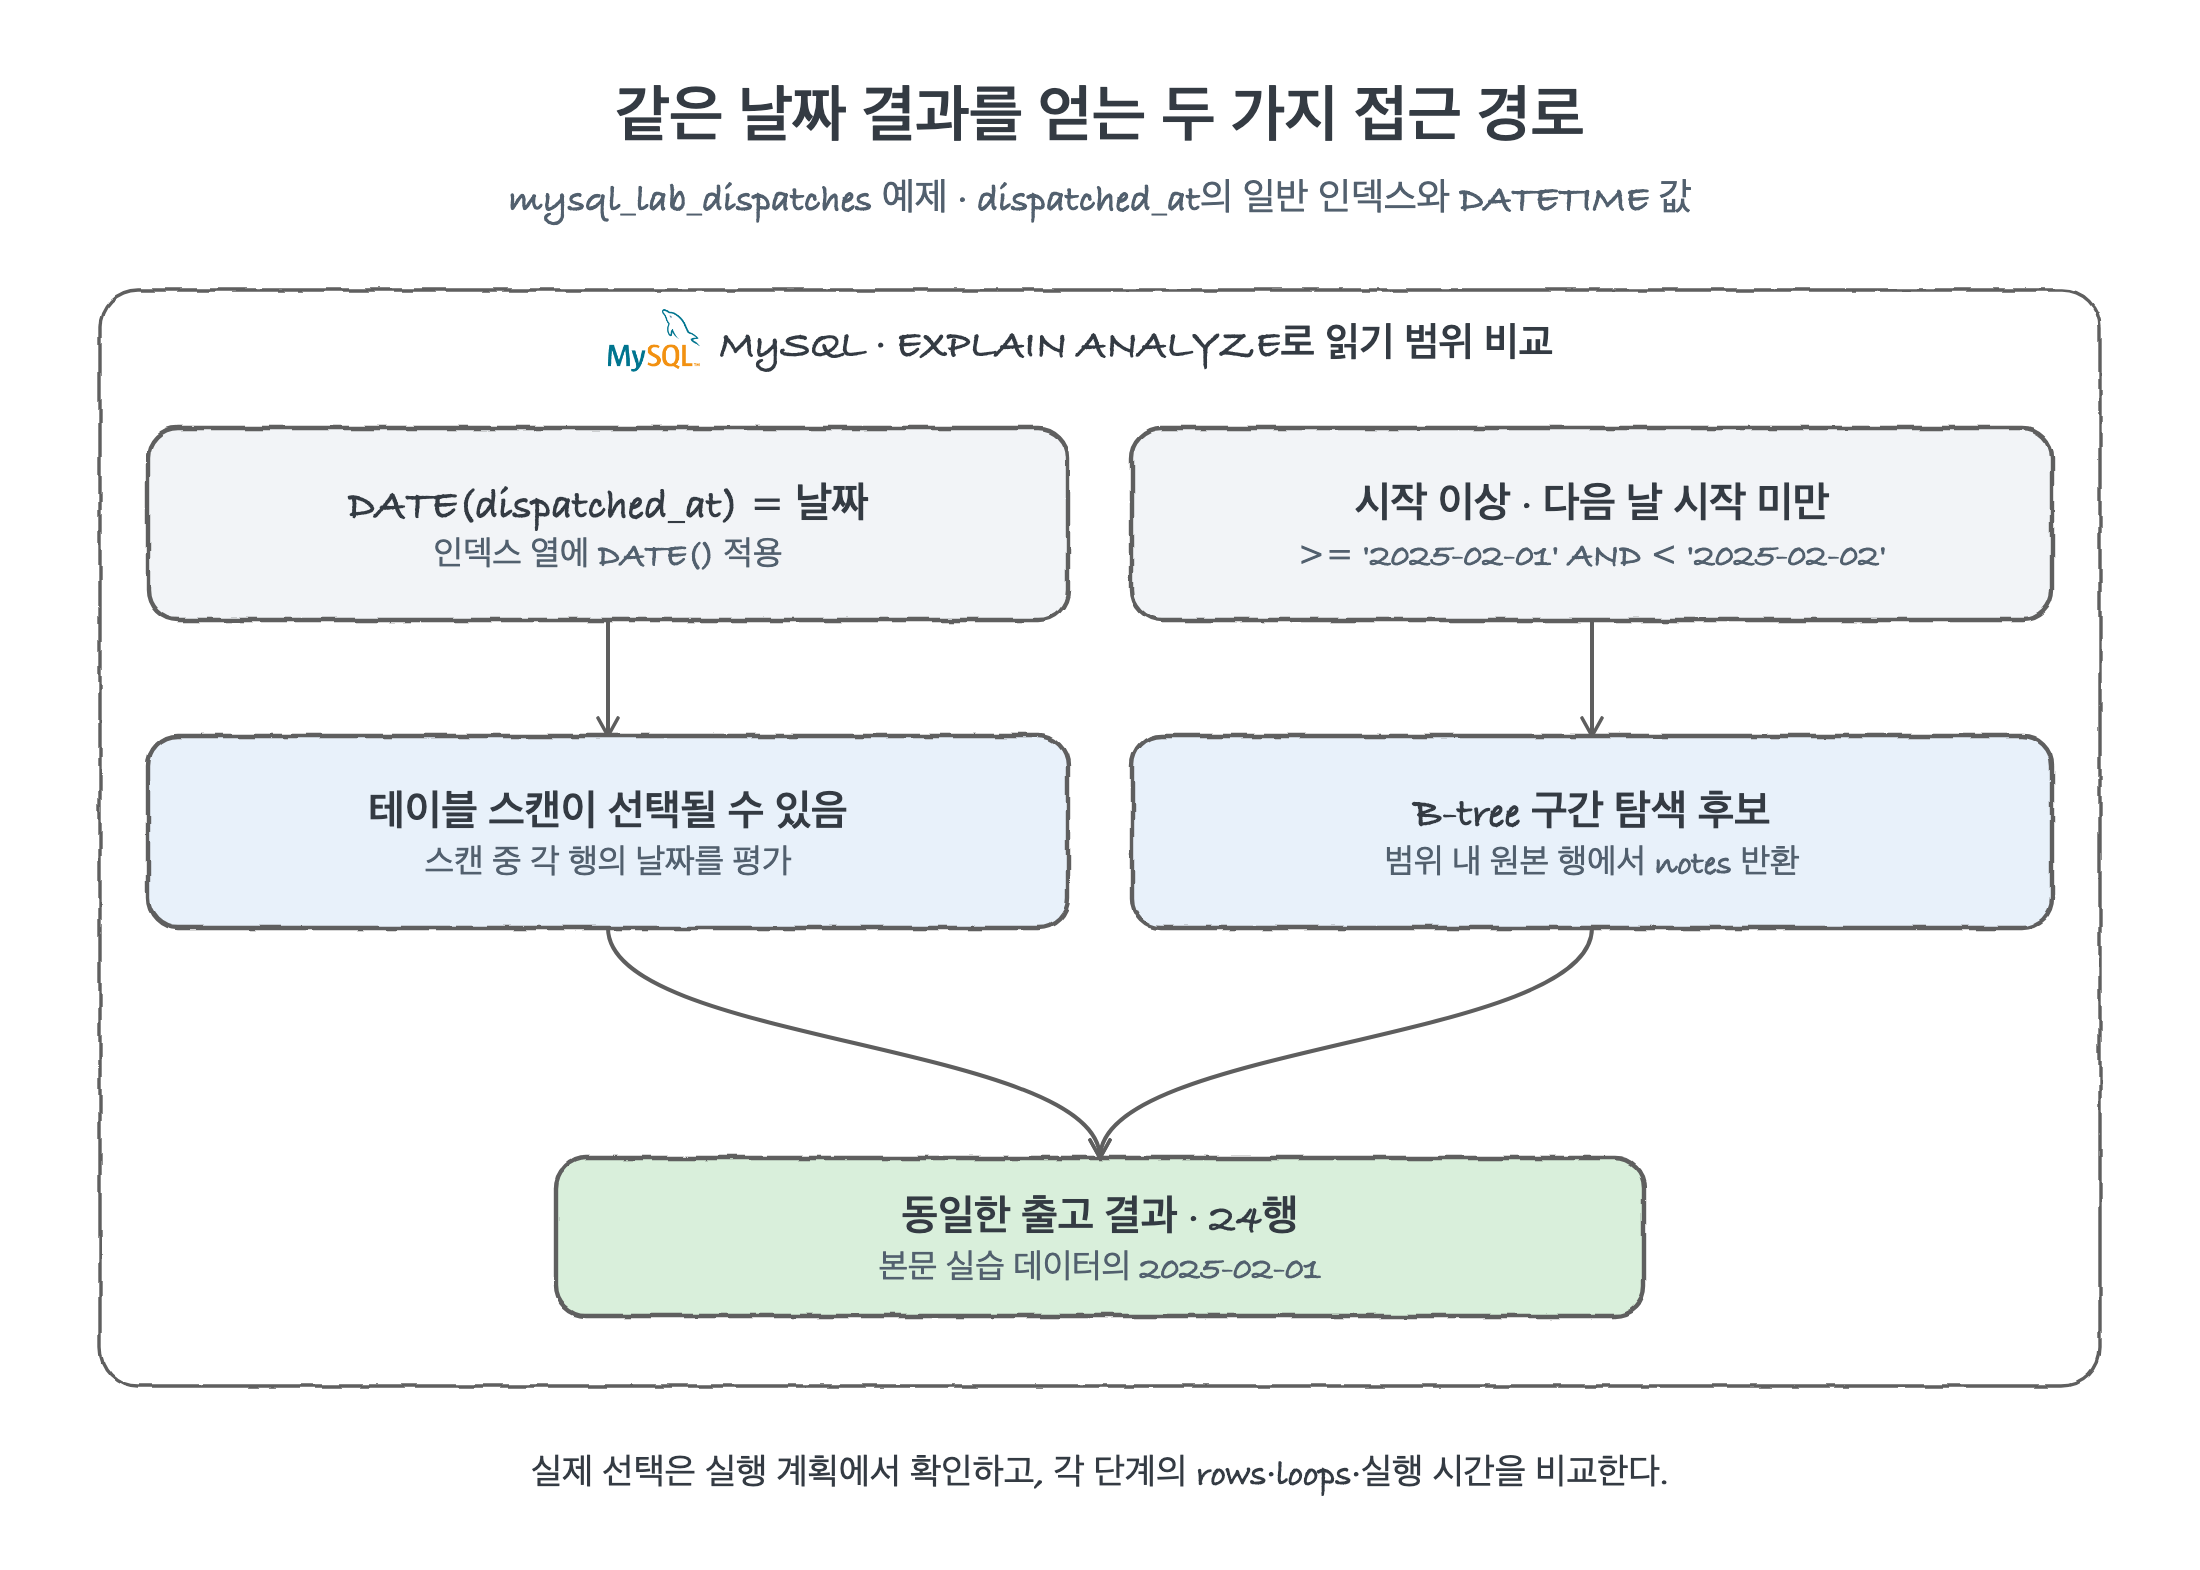 같은 날짜 결과를 얻는 두 가지 접근 경로
mysql_lab_dispatches 예제 · dispatched_at의 일반 인덱스와 DATETIME 값
MySQL™ MySQL · EXPLAIN ANALYZE로 읽기 범위 비교
DATE(dispatched_at) = 날짜
인덱스 열에 DATE() 적용
시작 이상 · 다음 날 시작 미만
>= '2025-02-01' AND < '2025-02-02'
테이블 스캔이 선택될 수 있음
스캔 중 각 행의 날짜를 평가
B-tree 구간 탐색 후보
범위 내 원본 행에서 notes 반환
동일한 출고 결과 · 24행
본문 실습 데이터의 2025-02-01
실제 선택은 실행 계획에서 확인하고, 각 단계의 rows·loops·실행 시간을 비교한다.